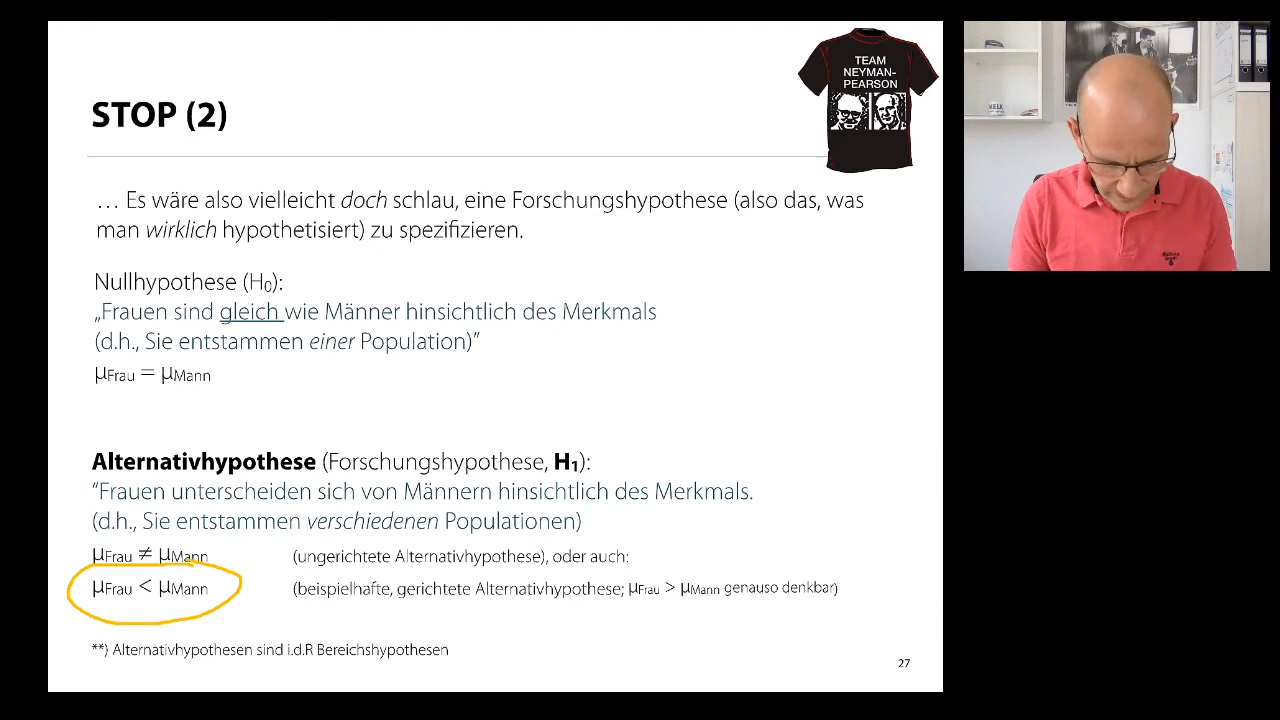 TEAM
NEYMAN-
PEARSON
STOP (2)
… Es wäre also vielleicht doch schlau, eine Forschungshypothese (also das, was
man wirklich hypothetisiert) zu spezifizieren.
Nullhypothese (H₀):
„Frauen sind gleich wie Männer hinsichtlich des Merkmals
(d.h., Sie entstammen einer Population)”
μFrau = μMann
Alternativhypothese (Forschungshypothese, H₁):
“Frauen unterscheiden sich von Männern hinsichtlich des Merkmals.
(d.h., Sie entstammen verschiedenen Populationen)
μFrau ≠ μMann (ungerichtete Alternativhypothese), oder auch:
μFrau < μMann (beispielhafte, gerichtete Alternativhypothese; μFrau > μMann genauso denkbar)
**) Alternativhypothesen sind i.d.R Bereichshypothesen
27